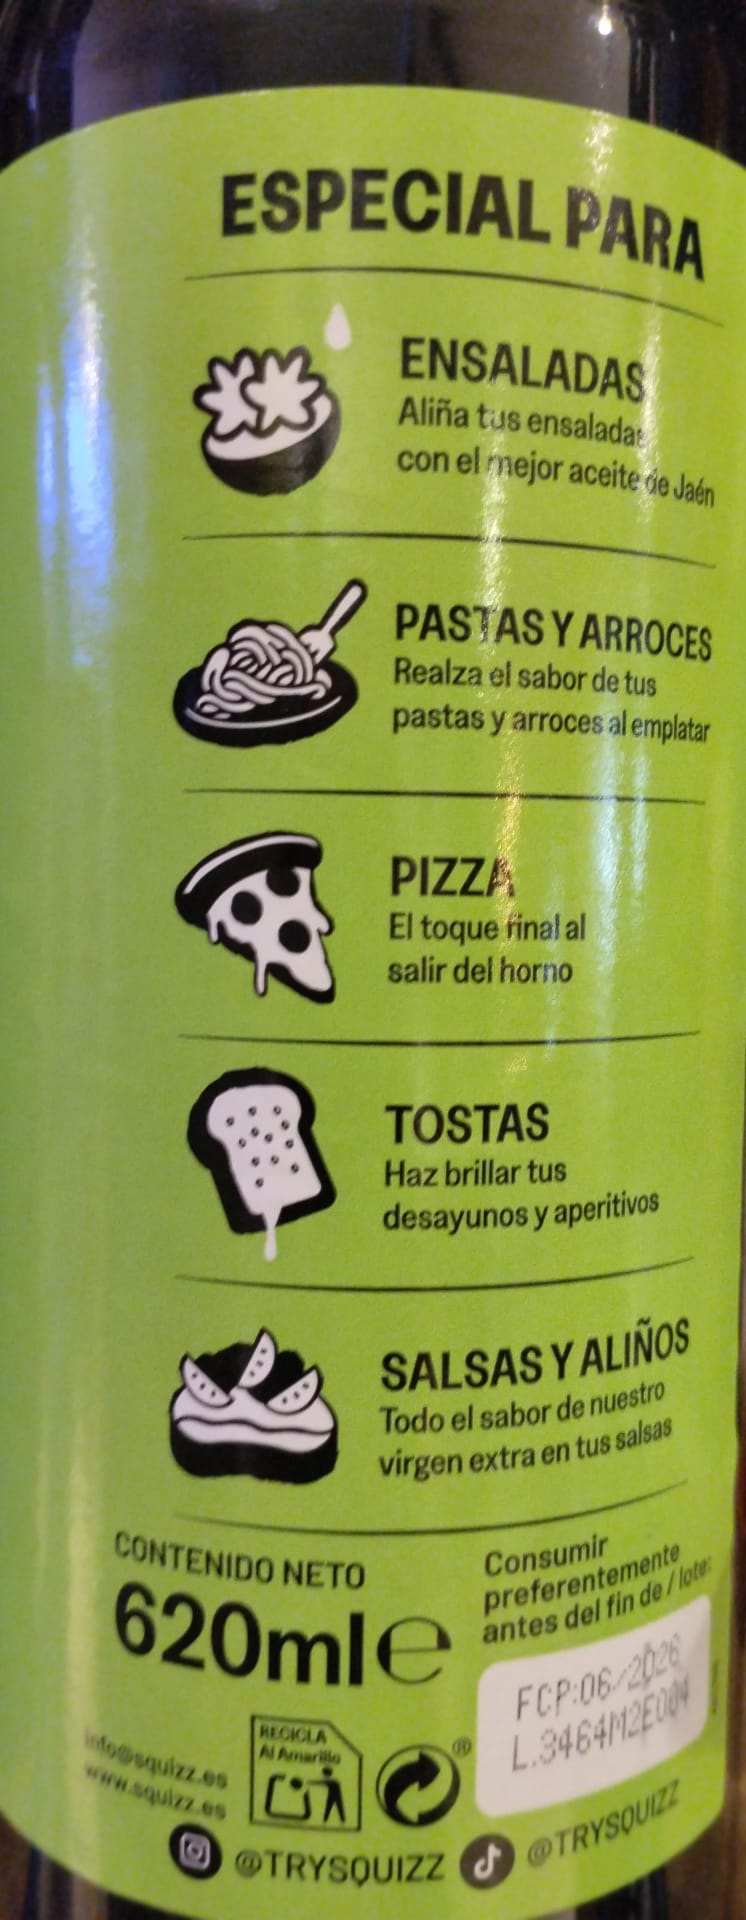 ESPECIAL PARA
ENSALADAS
Aliña tus ensaladas
con el mejor aceite de Jaén
PASTAS Y ARROCES
Realza el sabor de tus
pastas y arroces al emplatar
PIZZA
El toque final al
salir del horno
TOSTAS
Haz brillar tus
desayunos y aperitivos
SALSAS Y ALIÑOS
Todo el sabor de nuestro
virgen extra en tus salsas
CONTENIDO NETO
620ml e
Consumir
preferentemente
antes del fin de / lote:
FCP:06/2026
L.3464M2E004
info@squizz.es
www.squizz.es
RECICLA
Al Amarillo
®
@TRYSQUIZZ
@TRYSQUIZZ